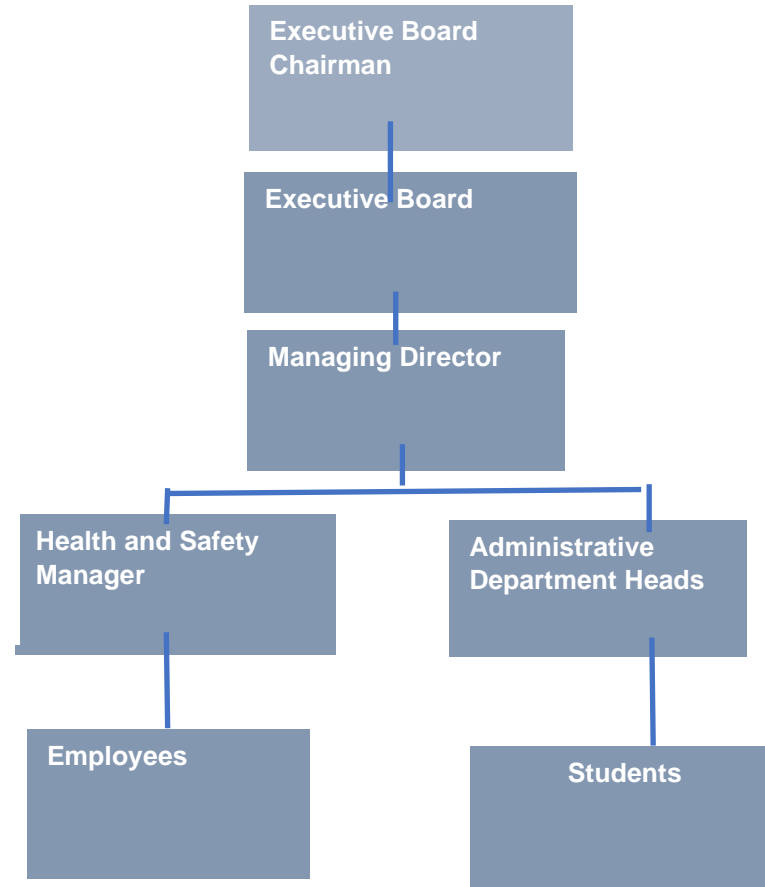 Executive Board
Chairman
Executive Board
Managing Director
Health and Safety
Manager
Administrative
Department Heads
Employees
Students